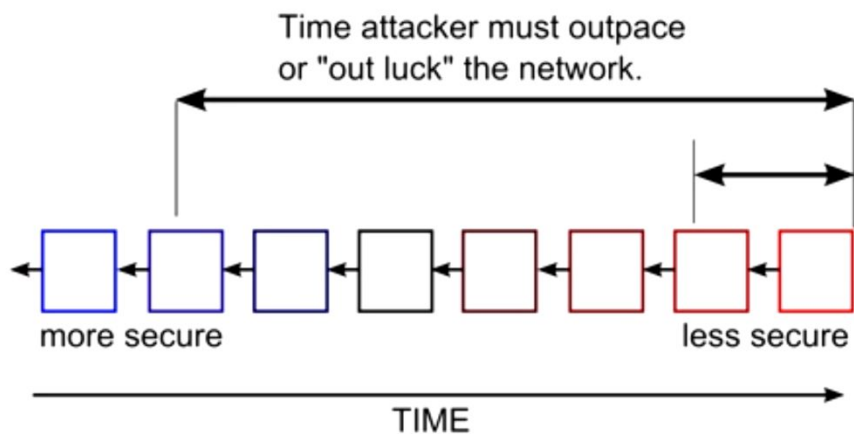 Time attacker must outpace
or "out luck" the network.
more secure
less secure
TIME